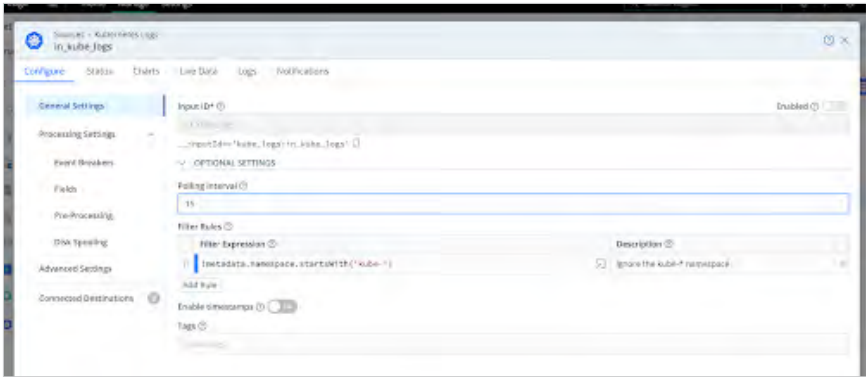 Sources > Kubernetes Logs
in_kube_logs
Configure Status Charts Live Data Logs Notifications
General Settings
Input ID*
Enabled
Processing Settings
__inputId=='kube_logs:in_kube_logs'
Event Breakers
OPTIONAL SETTINGS
Fields
Polling Interval
15
Pre-Processing
Filter Rules
Disk Spooling
Filter Expression Description
Advanced Settings
!metadata.namespace.startsWith('kube-') Ignore the kube-* namespace
Add Rule
Connected Destinations
Enable timestamps
Tags